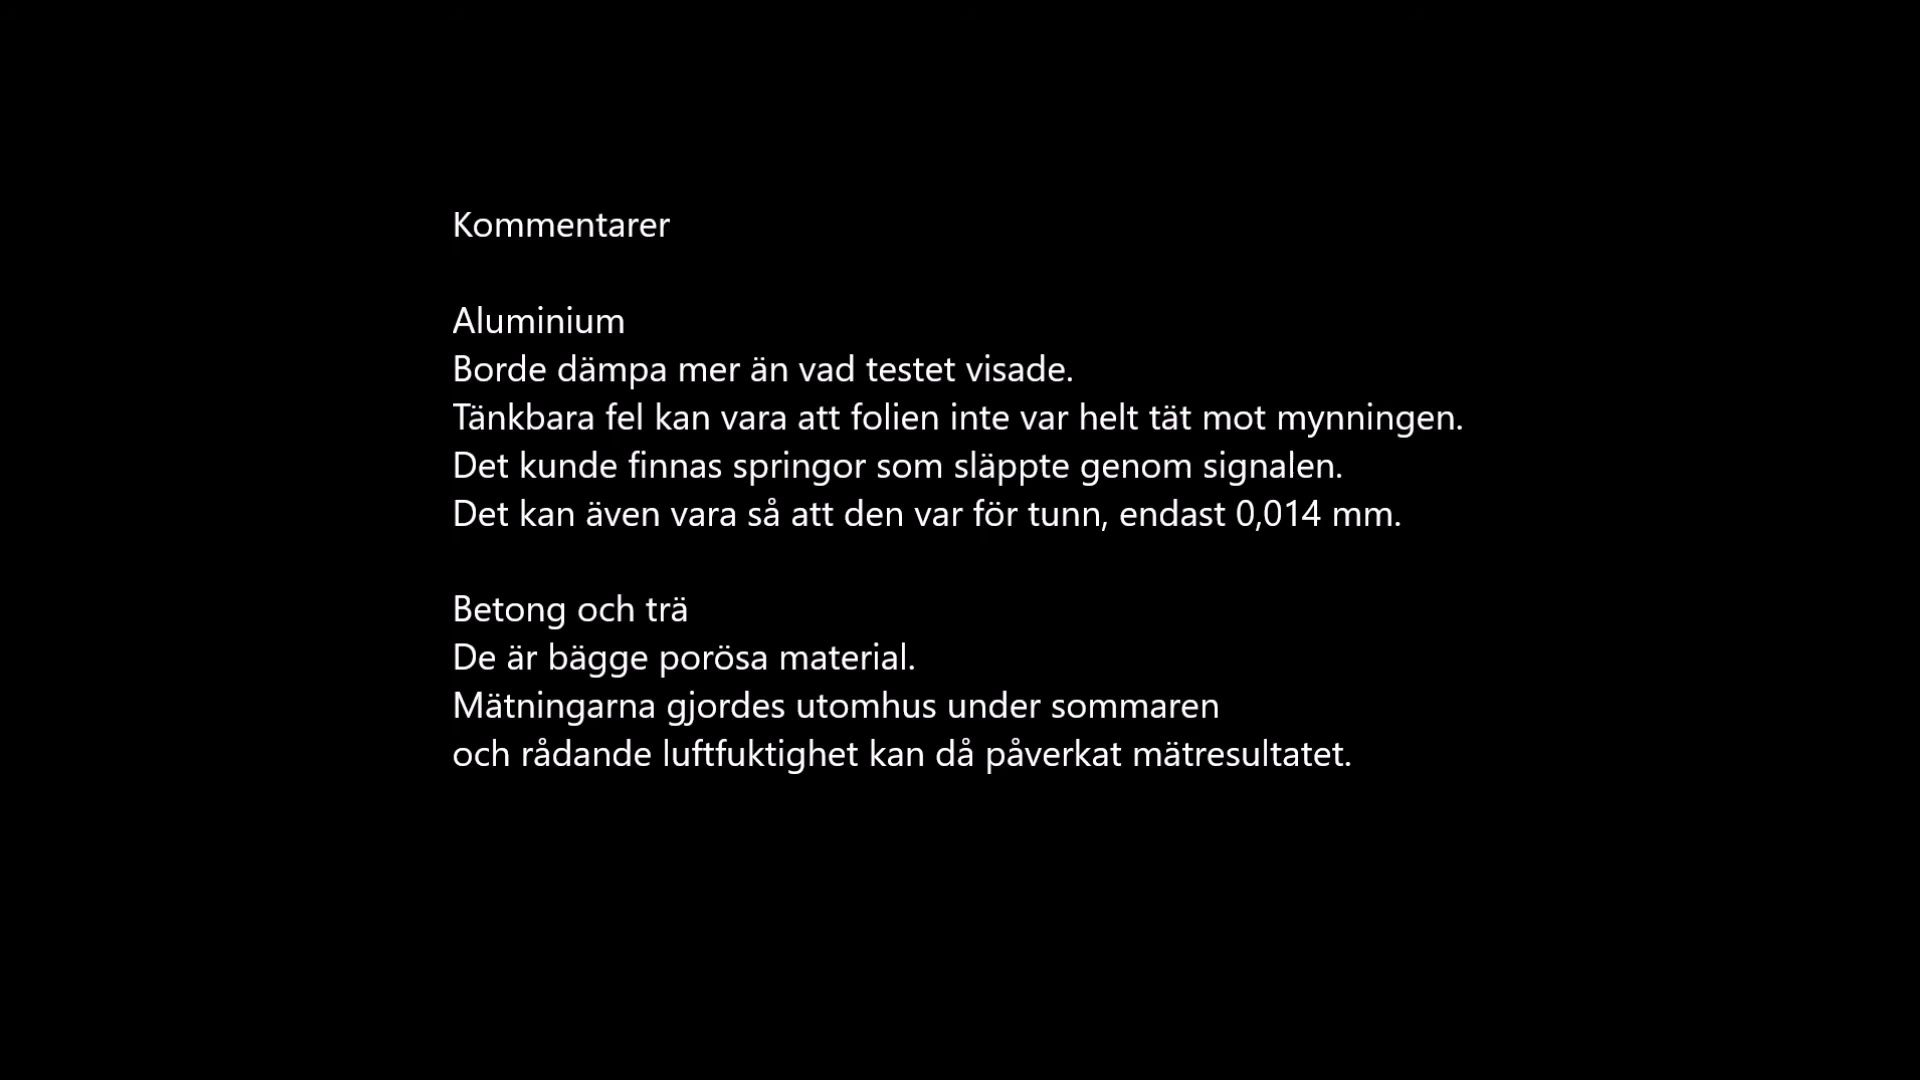 Kommentarer
Aluminium
Borde dämpa mer än vad testet visade.
Tänkbara fel kan vara att folien inte var helt tät mot mynningen.
Det kunde finnas springor som släppte genom signalen.
Det kan även vara så att den var för tunn, endast 0,014 mm.
Betong och trä
De är bägge porösa material.
Mätningarna gjordes utomhus under sommaren
och rådande luftfuktighet kan då påverkat mätresultatet.